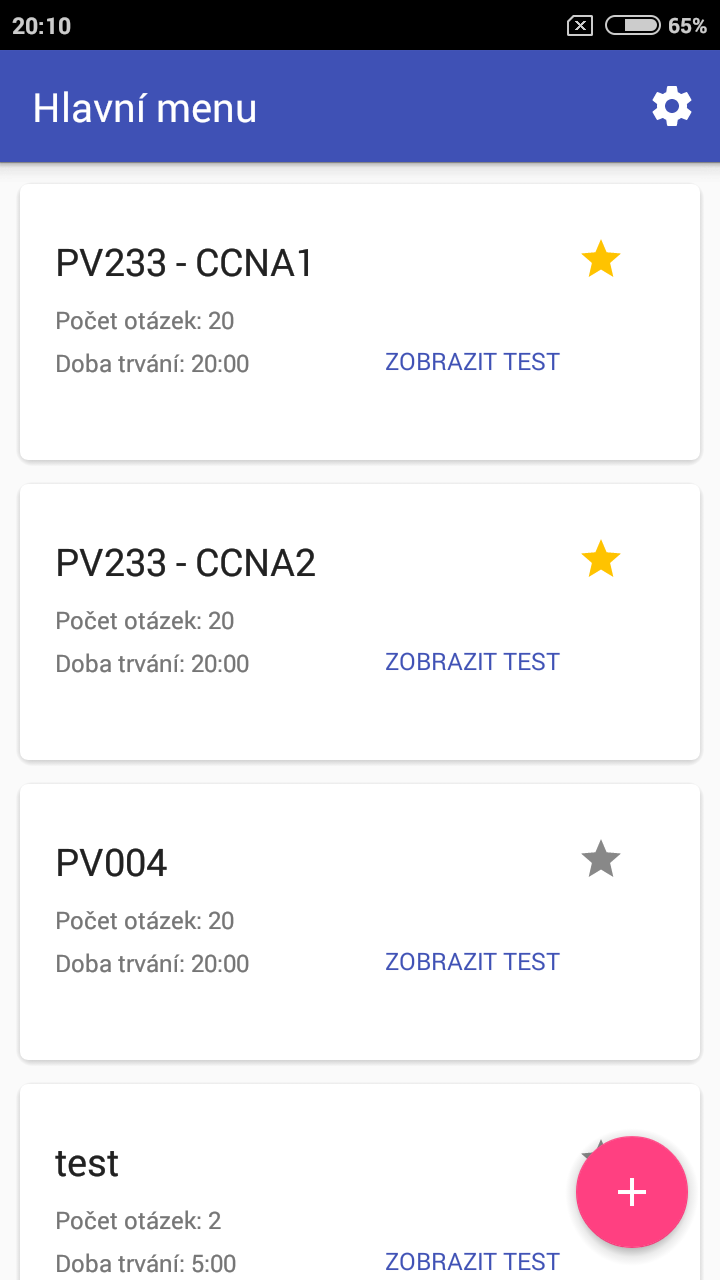 20:10
65%
Hlavní menu
PV233 - CCNA1
Počet otázek: 20
Doba trvání: 20:00
ZOBRAZIT TEST
PV233 - CCNA2
Počet otázek: 20
Doba trvání: 20:00
ZOBRAZIT TEST
PV004
Počet otázek: 20
Doba trvání: 20:00
ZOBRAZIT TEST
test
Počet otázek: 2
Doba trvání: 5:00
ZOBRAZIT TEST